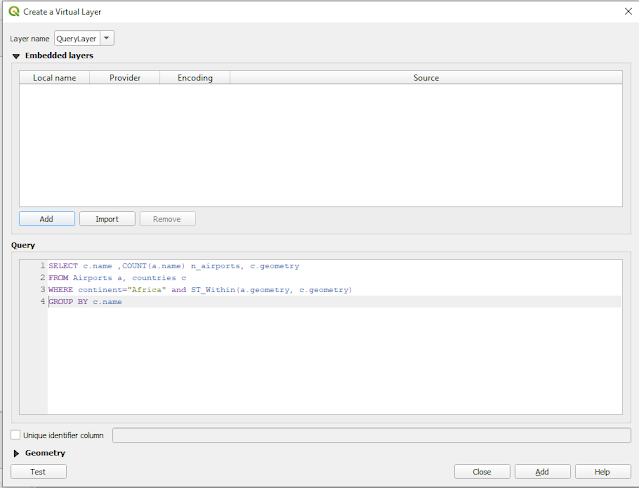 Create a Virtual Layer
Layer name QueryLayer
Embedded layers
Local name Provider Encoding Source
Add Import Remove
Query
1 SELECT c.name ,COUNT(a.name) n_airports, c.geometry
2 FROM Airports a, countries c
3 WHERE continent="Africa" and ST_Within(a.geometry, c.geometry)
4 GROUP BY c.name
Unique identifier column
Geometry
Test Close Add Help